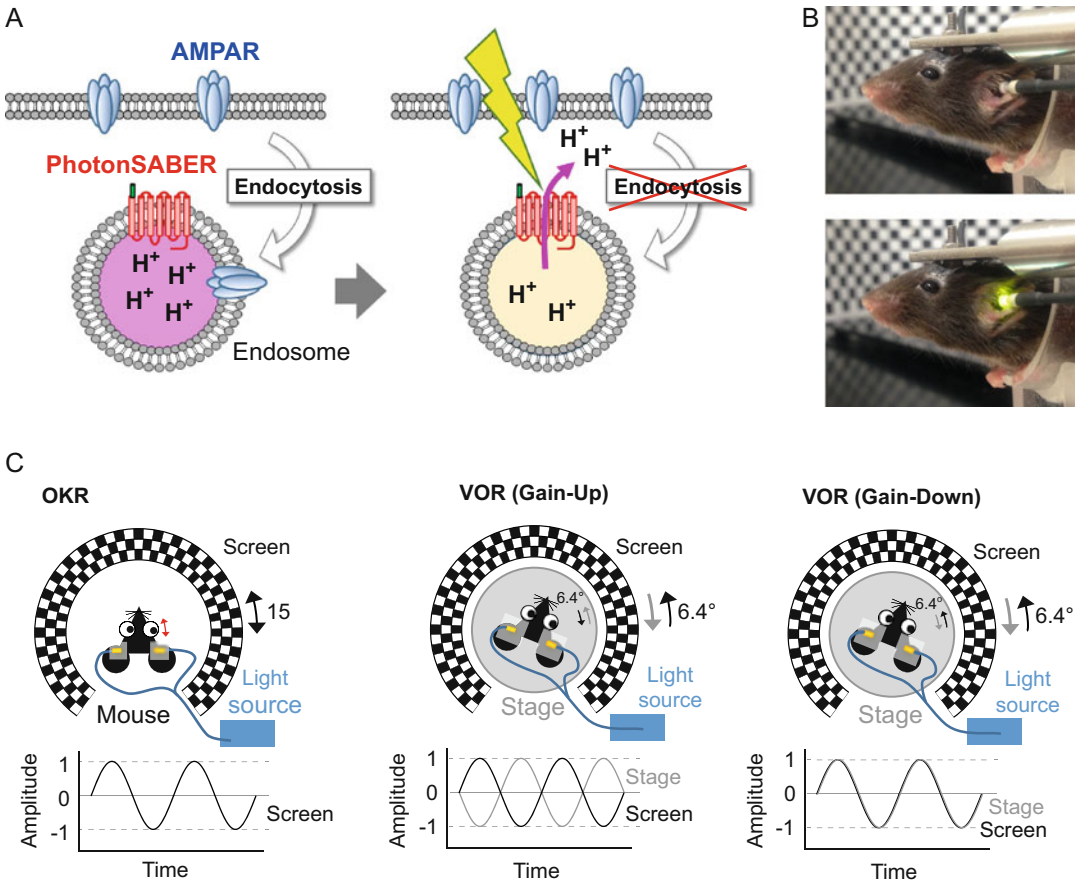 A
B
AMPAR
PhotonSABER
Endocytosis
H+
H+
H+
H+
Endosome
H+
H+
Endocytosis
H+
H+
C
OKR
Screen
15
Light
source
Mouse
Amplitude
1
0
-1
Screen
Time
VOR (Gain-Up)
Screen
6.4°
6.4°
Light
source
Stage
Amplitude
1
0
-1
Stage
Screen
Time
VOR (Gain-Down)
Screen
6.4°
6.4°
Light
source
Stage
Amplitude
1
0
-1
Stage
Screen
Time